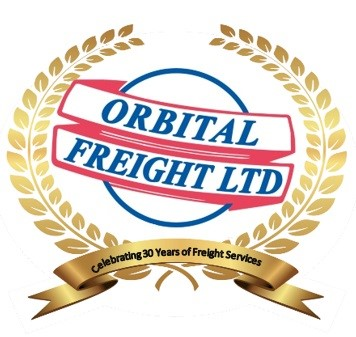 ORBITAL
FREIGHT LTD
Celebrating 30 Years of Freight Services